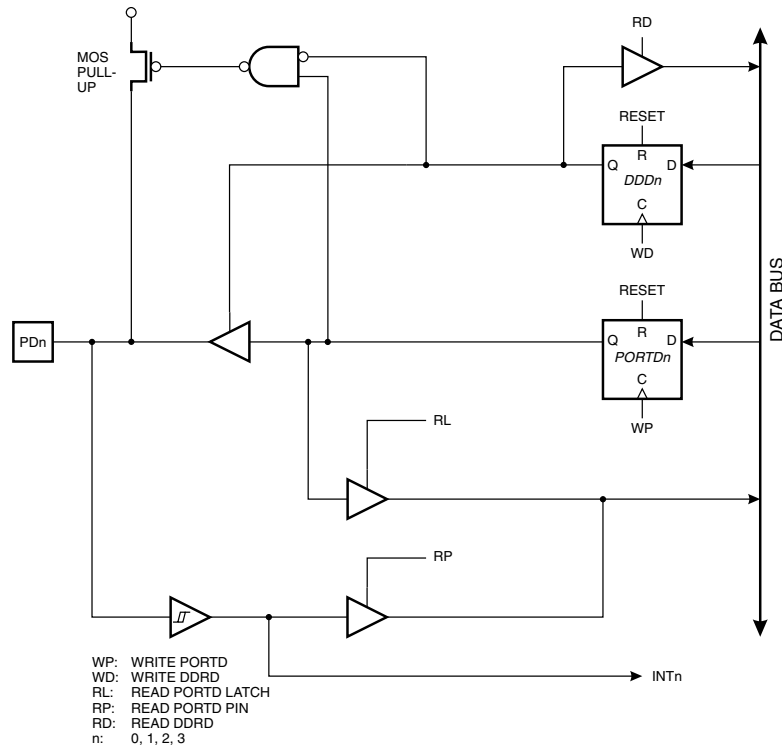 RD
MOS
PULL-
UP
RESET
R
Q
D
DDDn
C
WD
DATA BUS
RESET
R
PDn
Q
D
PORTDn
C
WP
RL
RP
WP: WRITE PORTD
WD: WRITE DDRD
INTn
RL: READ PORTD LATCH
RP: READ PORTD PIN
RD: READ DDRD
n: 0, 1, 2, 3